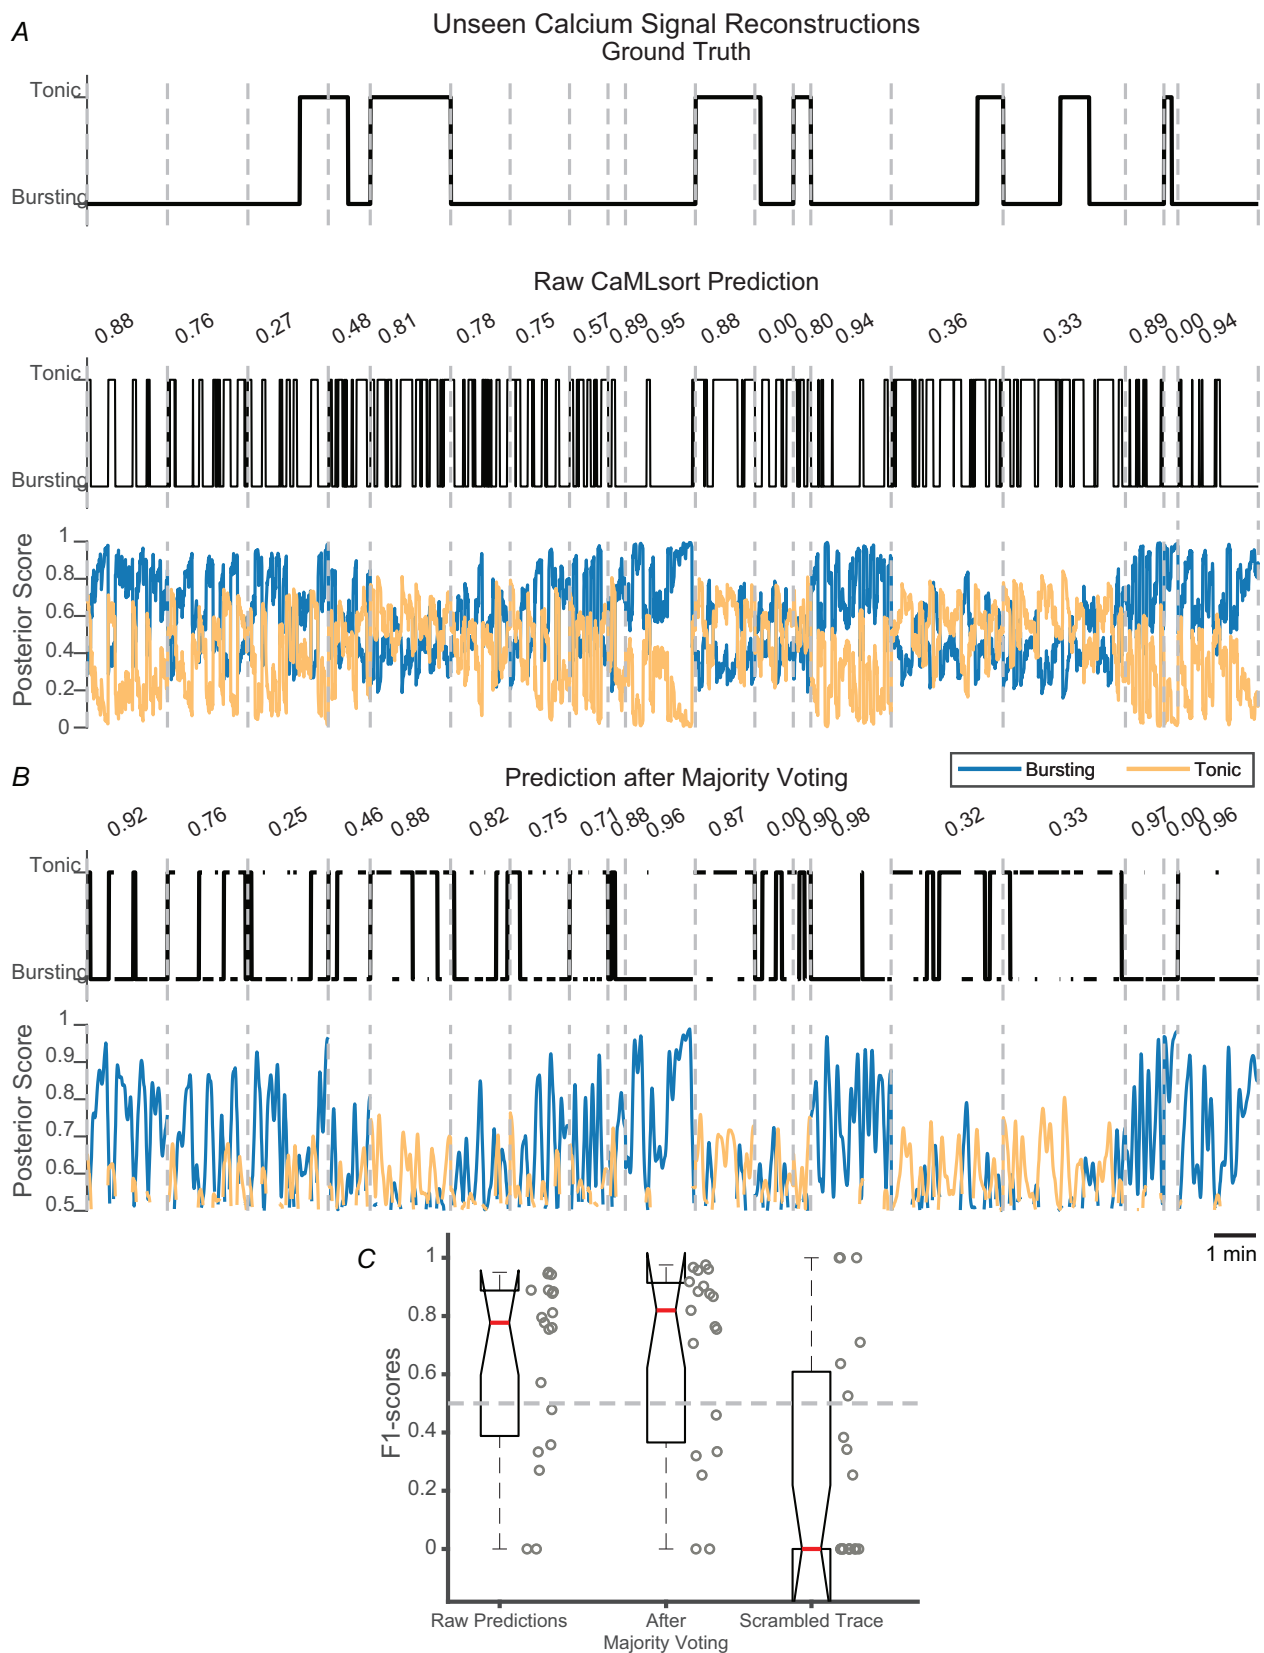 A
Unseen Calcium Signal Reconstructions
Ground Truth
Tonic
Bursting
Raw CaMLsort Prediction
0.88 0.76 0.27 0.48 0.81 0.78 0.75 0.57 0.89 0.95 0.88 0.00 0.80 0.94 0.36 0.33 0.89 0.00 0.94
Tonic
Bursting
Posterior Score
1
0.8
0.6
0.4
0.2
0
Bursting Tonic
B
Prediction after Majority Voting
0.92 0.76 0.25 0.46 0.88 0.82 0.75 0.71 0.88 0.96 0.87 0.00 0.90 0.98 0.32 0.33 0.97 0.00 0.96
Tonic
Bursting
Posterior Score
1
0.9
0.8
0.7
0.6
0.5
1 min
C
F1-scores
1
0.8
0.6
0.4
0.2
0
Raw Predictions
After
Majority Voting
Scrambled Trace